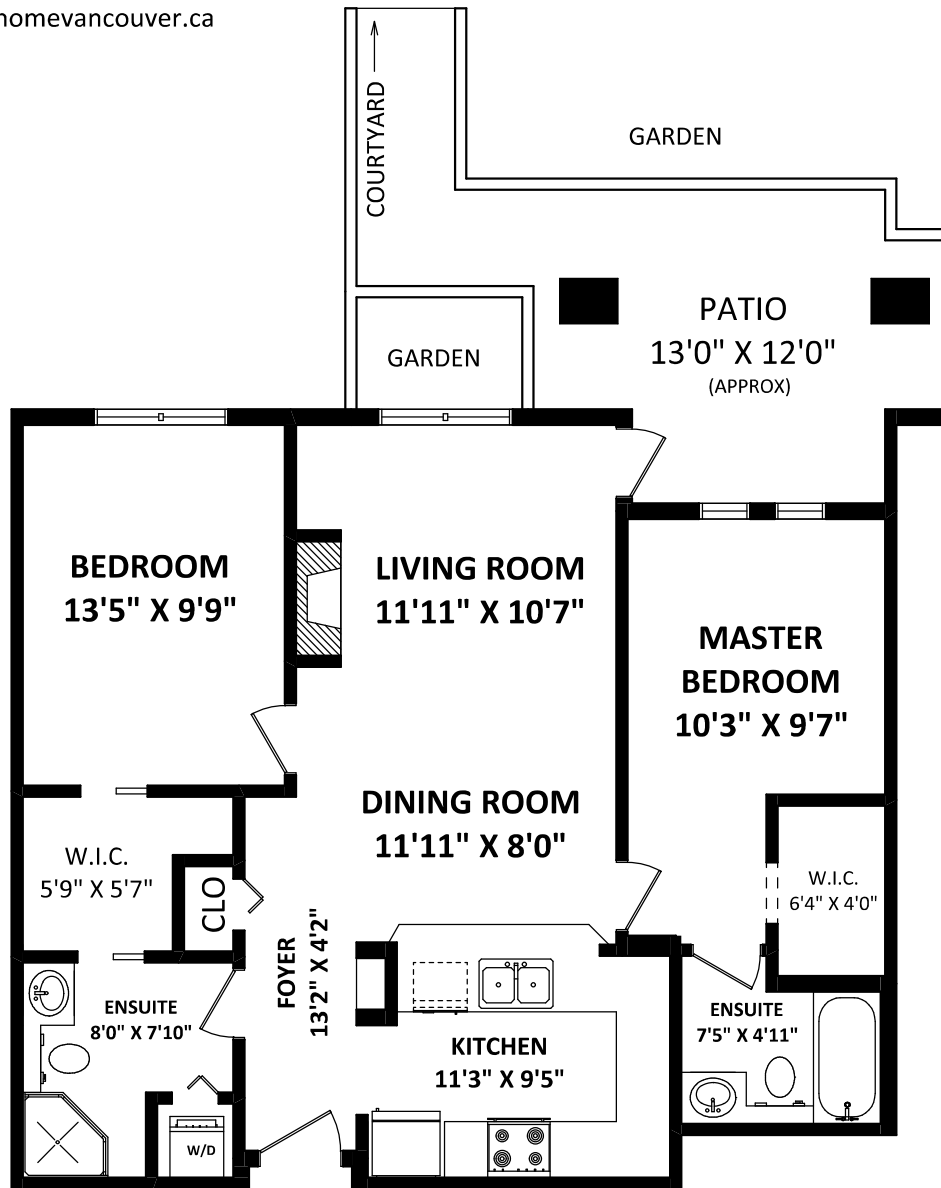 homevancouver.ca
COURTYARD
GARDEN
PATIO
13'0" X 12'0"
(APPROX)
GARDEN
BEDROOM
13'5" X 9'9"
LIVING ROOM
11'11" X 10'7"
MASTER
BEDROOM
10'3" X 9'7"
DINING ROOM
11'11" X 8'0"
W.I.C.
5'9" X 5'7"
CLO
W.I.C.
6'4" X 4'0"
FOYER
13'2" X 4'2"
ENSUITE
8'0" X 7'10"
KITCHEN
11'3" X 9'5"
ENSUITE
7'5" X 4'11"
W/D